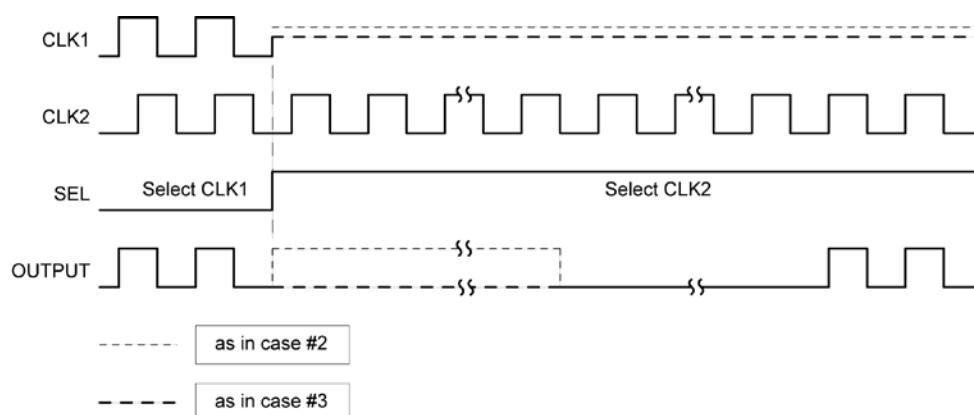 CLK1
CLK2
SEL
Select CLK1
Select CLK2
OUTPUT
as in case #2
as in case #3